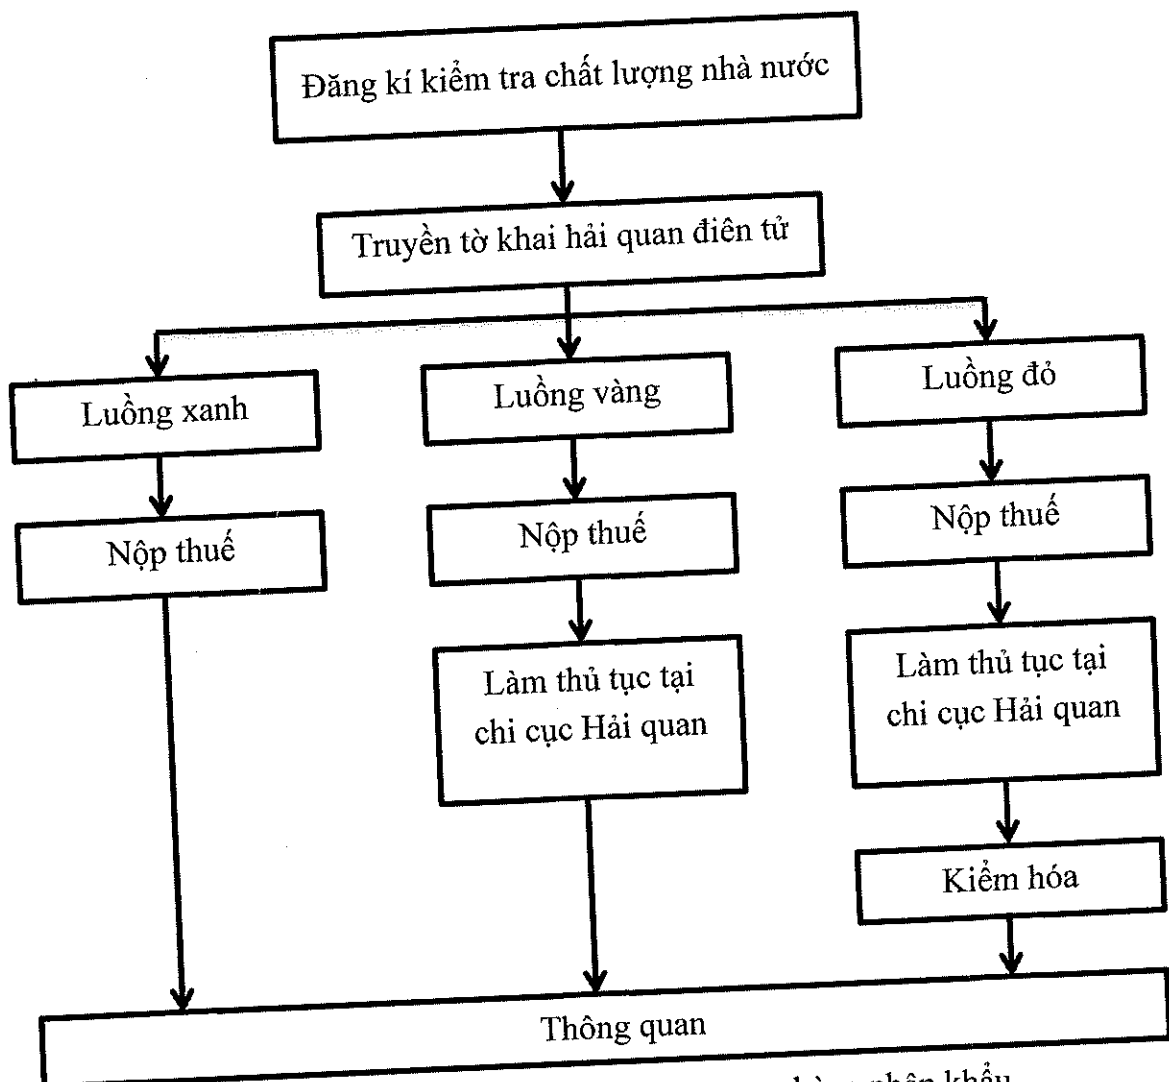 Đăng kí kiểm tra chất lượng nhà nước
Truyền tờ khai hải quan điên tử
Luồng xanh
Luồng vàng
Luồng đỏ
Nộp thuế
Nộp thuế
Nộp thuế
Làm thủ tục tại
chi cục Hải quan
Làm thủ tục tại
chi cục Hải quan
Kiểm hóa
Thông quan
khẩu